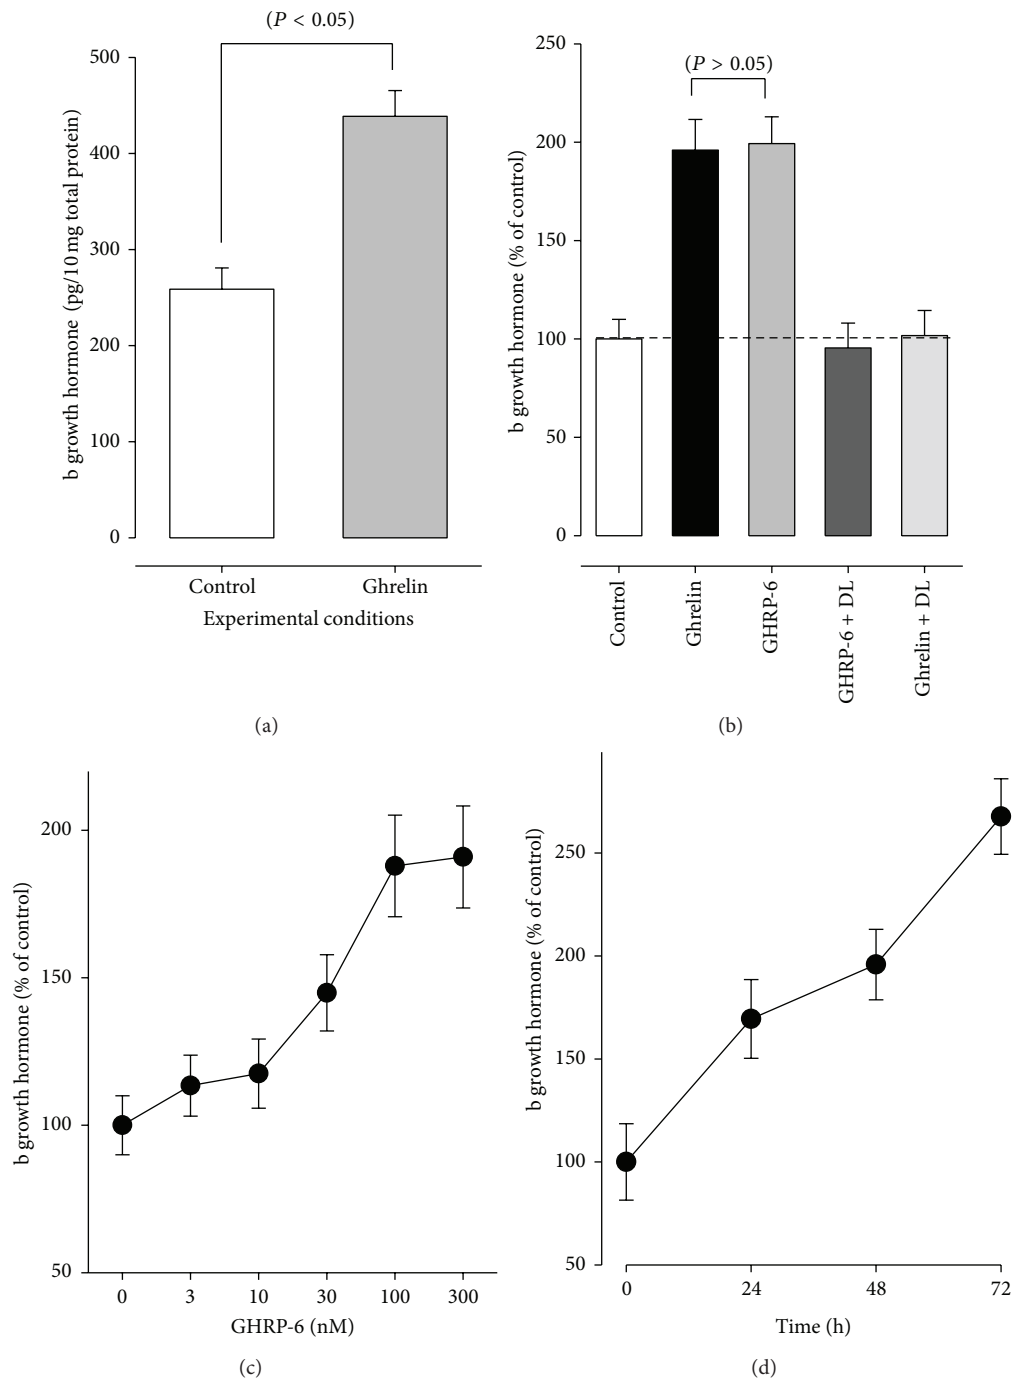 (P < 0.05)
500
400
300
200
100
0
b growth hormone (pg/10 mg total protein)
Control
Ghrelin
Experimental conditions
(a)
250
200
150
100
50
0
(P > 0.05)
b growth hormone (% of control)
Control
Ghrelin
GHRP-6
GHRP-6 + DL
Ghrelin + DL
(b)
200
150
100
50
b growth hormone (% of control)
0
3
10
30
100
300
GHRP-6 (nM)
(c)
250
200
150
100
50
b growth hormone (% of control)
0
24
48
72
Time (h)
(d)